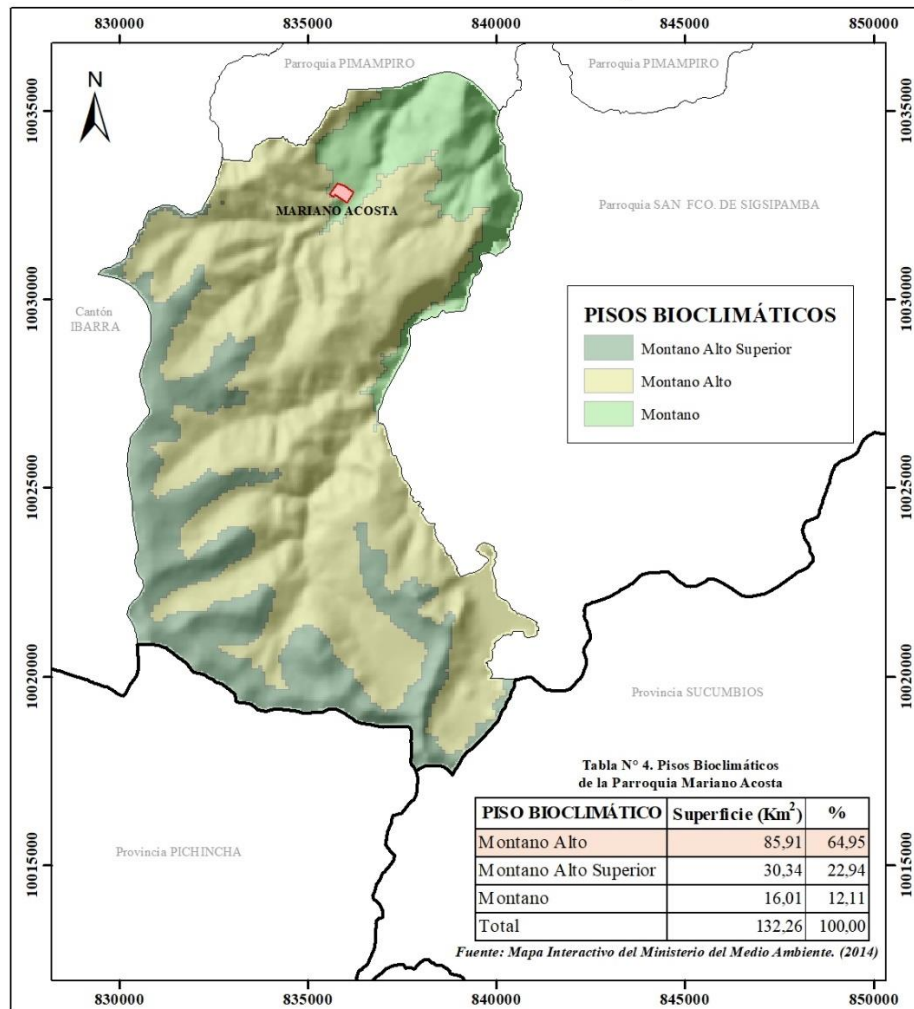 830000 835000 840000 845000 850000
Parroquia PIMAMPIRO
Parroquia PIMAMPIRO
N
10035000
10035000
MARIANO ACOSTA
Parroquia SAN FCO. DE SIGSIPAMBA
10030000
10030000
Cantón
IBARRA
PISOS BIOCLIMÁTICOS
Montano Alto Superior
Montano Alto
Montano
10025000
10025000
10020000
10020000
Provincia SUCUMBIOS
Tabla N° 4. Pisos Bioclimáticos
de la Parroquia Mariano Acosta
PISO BIOCLIMÁTICO Superficie (Km²) %
Montano Alto 85,91 64,95
Montano Alto Superior 30,34 22,94
Montano 16,01 12,11
Total 132,26 100,00
Fuente: Mapa Interactivo del Ministerio del Medio Ambiente. (2014)
Provincia PICHINCHA
10015000
10015000
830000 835000 840000 845000 850000